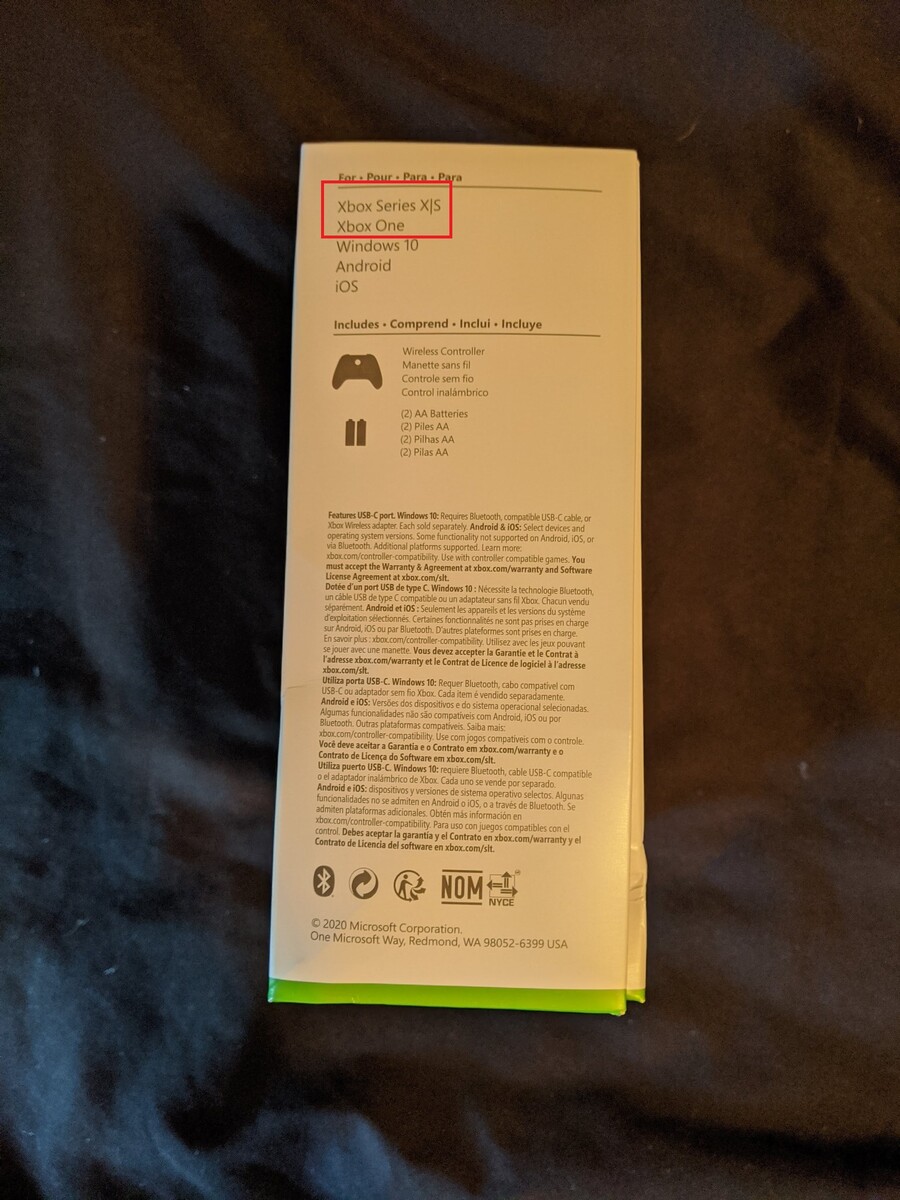 For • Pour • Para • Para
Xbox Series X|S
Xbox One
Windows 10
Android
iOS
Includes • Comprend • Inclui • Incluye
Wireless Controller
Manette sans fil
Controle sem fio
Control inalámbrico
(2) AA Batteries
(2) Piles AA
(2) Pilhas AA
(2) Pilas AA
Features USB-C port. Windows 10: Requires Bluetooth, compatible USB-C cable, or
Xbox Wireless adapter. Each sold separately. Android & iOS: Select devices and
operating system versions. Some functionality not supported on Android, iOS, or
via Bluetooth. Additional platforms supported. Learn more:
xbox.com/controller-compatibility. Use with controller compatible games. You
must accept the Warranty & Agreement at xbox.com/warranty and Software
License Agreement at xbox.com/slt.
Dotée d'un port USB de type C. Windows 10 : Nécessite la technologie Bluetooth,
un câble USB de type C compatible ou un adaptateur sans fil Xbox. Chacun vendu
séparément. Android et iOS : Seulement les appareils et les versions du système
d'exploitation sélectionnés. Certaines fonctionnalités ne sont pas prises en charge
sur Android, iOS ou par Bluetooth. D'autres plateformes sont prises en charge.
En savoir plus : xbox.com/controller-compatibility. Utilisez avec les jeux pouvant
se jouer avec une manette. Vous devez accepter la Garantie et le Contrat à
l'adresse xbox.com/warranty et le Contrat de Licence de logiciel à l'adresse
xbox.com/slt.
Utiliza porta USB-C. Windows 10: Requer Bluetooth, cabo compatível com
USB-C ou adaptador sem fio Xbox. Cada item é vendido separadamente.
Android e iOS: Versões dos dispositivos e do sistema operacional selecionadas.
Algumas funcionalidades não são compatíveis com Android, iOS ou por
Bluetooth. Outras plataformas compatíveis. Saiba mais:
xbox.com/controller-compatibility. Use com jogos compatíveis com o controle.
Você deve aceitar a Garantia e o Contrato em xbox.com/warranty e o
Contrato de Licença do Software em xbox.com/slt.
Utiliza puerto USB-C. Windows 10: requiere Bluetooth, cable USB-C compatible
o el adaptador inalámbrico de Xbox. Cada uno se vende por separado.
Android e iOS: dispositivos y versiones de sistema operativo selectos. Algunas
funcionalidades no se admiten en Android o iOS, o a través de Bluetooth. Se
admiten plataformas adicionales. Obtén más información en
xbox.com/controller-compatibility. Para uso con juegos compatibles con el
control. Debes aceptar la garantía y el Contrato en xbox.com/warranty y el
Contrato de Licencia del software en xbox.com/slt.
NOM
NYCE
© 2020 Microsoft Corporation.
One Microsoft Way, Redmond, WA 98052-6399 USA